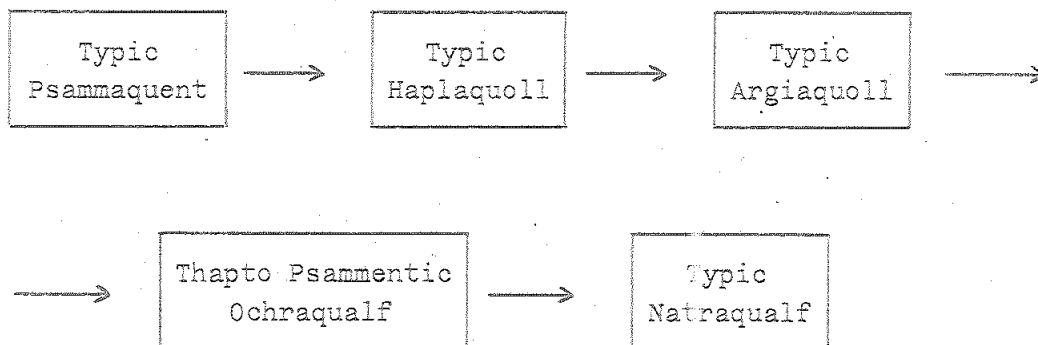 Typic
Psammaquent
Typic
Haplaquoll
Typic
Argiaquoll
Thapto Psammentic
Ochraqualf
Typic
Natraqualf